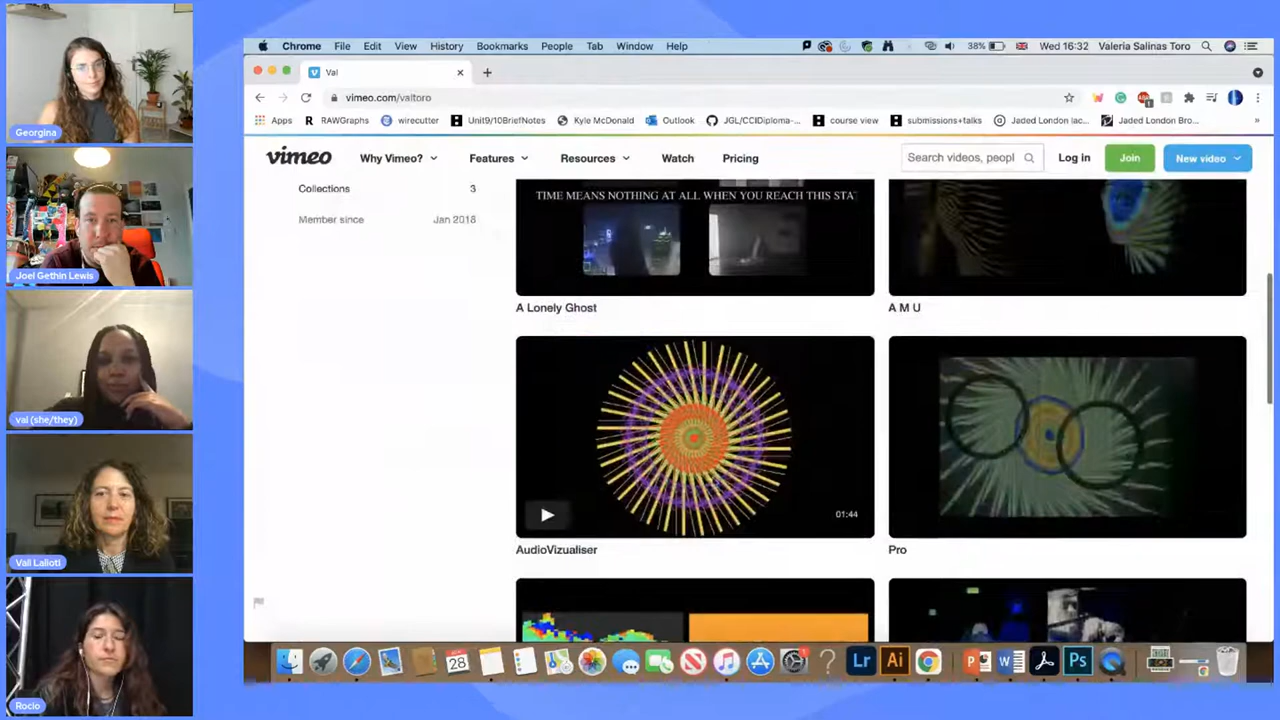 Georgina
Joel Gethin Lewis
val (she/they)
Vali Lalioti
Rocio
Chrome File Edit View History Bookmarks People Tab Window Help
38% Wed 16:32 Valeria Salinas Toro
Val
vimeo.com/valtoro
Apps RAWGraphs wirecutter Unit9/10BriefNotes Kyle McDonald Outlook JGL/CCIDiploma-... course view submissions+talks Jaded London lac... Jaded London Bro... »
vimeo Why Vimeo? Features Resources Watch Pricing Search videos, peopl Log in Join New video
Collections 3
Member since Jan 2018
TIME MEANS NOTHING AT ALL WHEN YOU REACH THIS STA
A Lonely Ghost
A M U
01:44
AudioVizualiser
Pro
28
Lr Ai W Ps